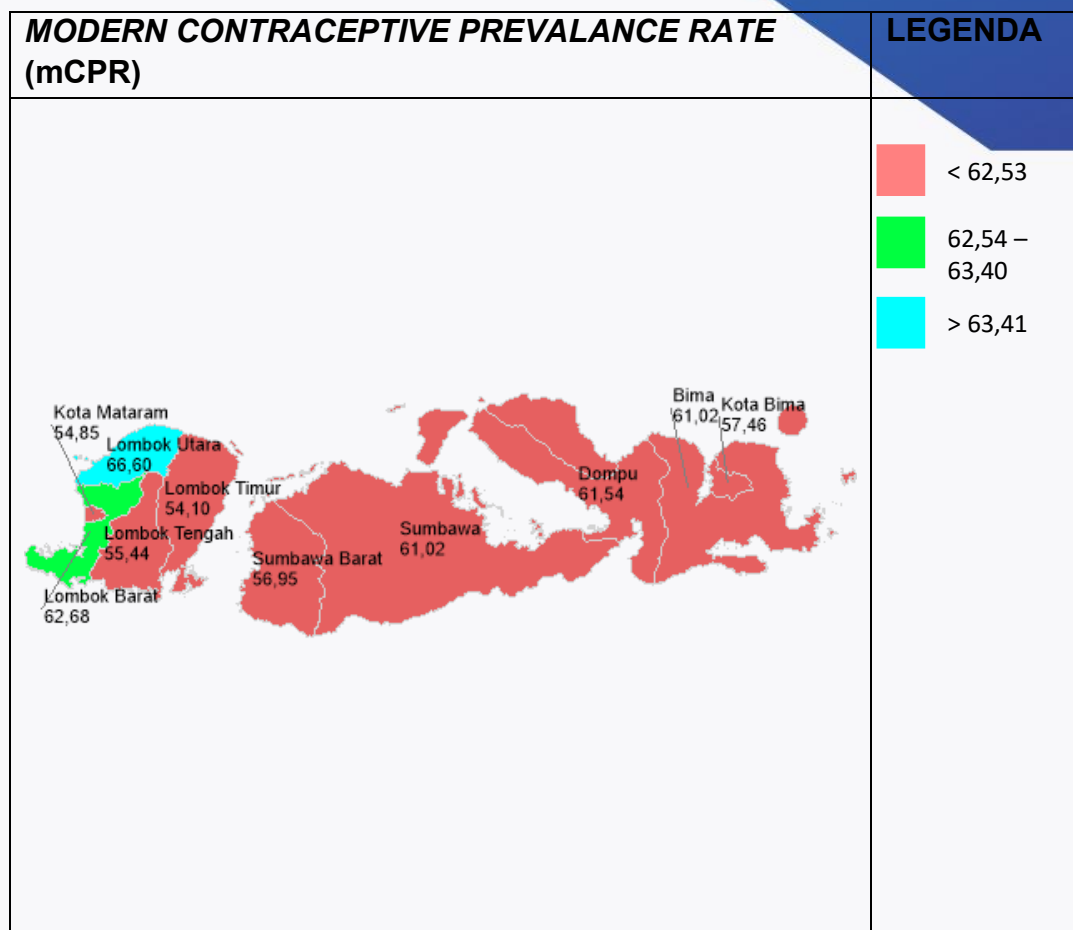 MODERN CONTRACEPTIVE PREVALANCE RATE
(mCPR)
LEGENDA
< 62,53
62,54 –
63,40
> 63,41
Kota Mataram
54,85
Lombok Utara
66,60
Lombok Timur
54,10
Lombok Tengah
55,44
Lombok Barat
62,68
Sumbawa Barat
56,95
Sumbawa
61,02
Dompu
61,54
Bima
61,02
Kota Bima
57,46